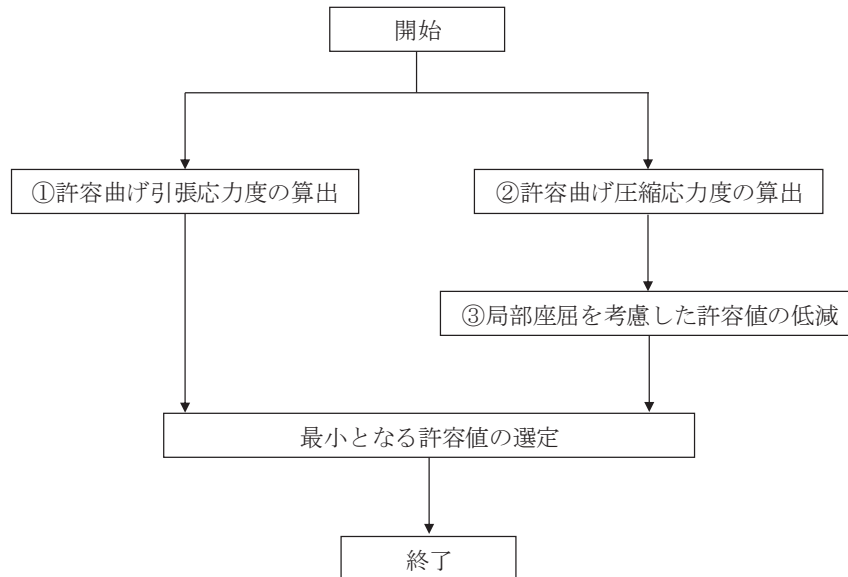 開始
①許容曲げ引張応力度の算出
②許容曲げ圧縮応力度の算出
③局部座屈を考慮した許容値の低減
最小となる許容値の選定
終了